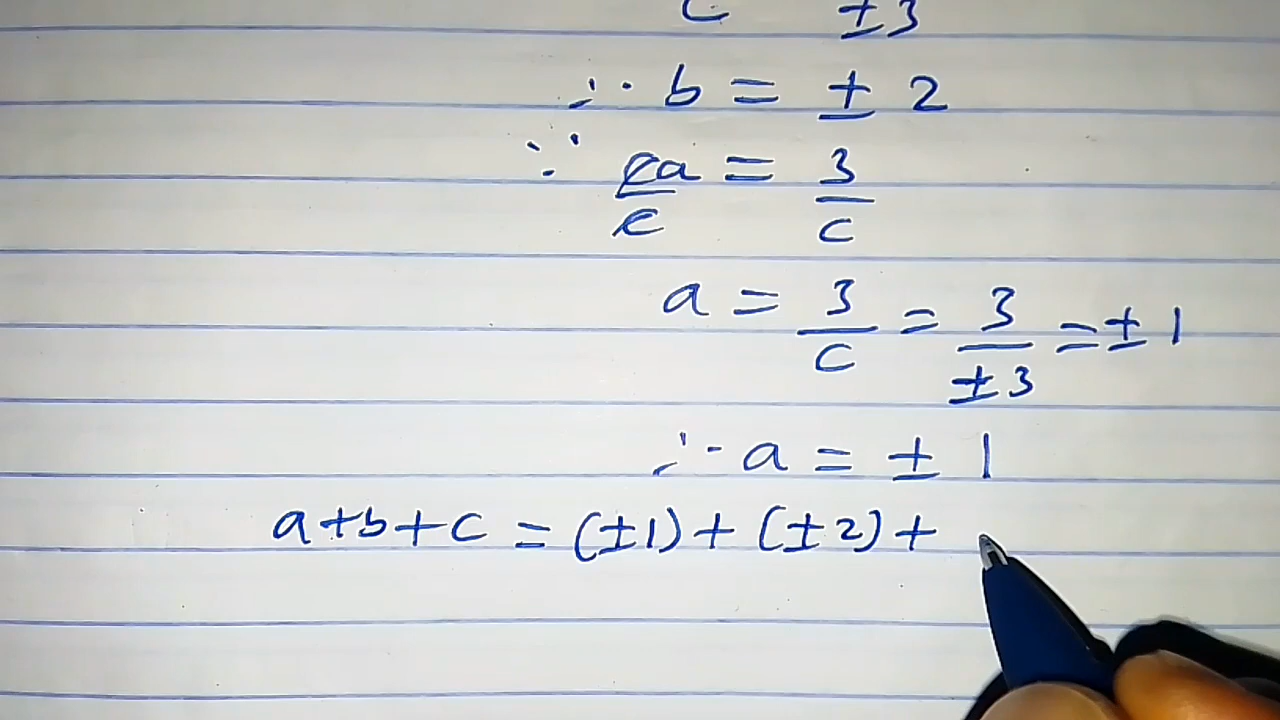 c ±3
∴ b = ± 2
∵ ca/c = 3/c
a = 3/c = 3/±3 = ± 1
∴ a = ± 1
a+b+c = (±1) + (±2) +